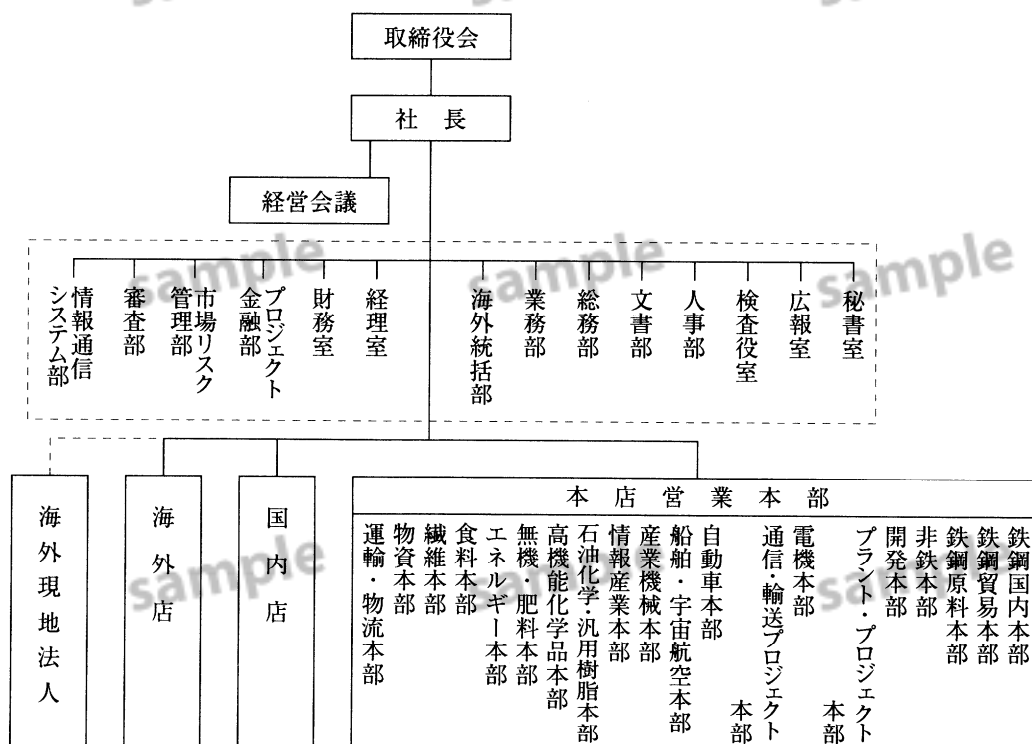 取締役会
社長
経営会議
秘書室
広報室
検査役室
人事部
文書部
総務部
業務部
海外統括部
経理室
財務室
プロジェクト
金融部
市場リスク
管理部
審査部
情報通信
システム部
本店営業本部
鉄鋼国内本部
鉄鋼貿易本部
鉄鋼原料本部
非鉄本部
開発本部
プラント・プロジェクト
本部
電機本部
通信・輸送プロジェクト
本部
自動車本部
船舶・宇宙航空本部
産業機械本部
情報産業本部
石油化学・汎用樹脂本部
高機能化学品本部
無機・肥料本部
エネルギー本部
食料本部
繊維本部
物資本部
運輸・物流本部
国内店
海外店
海外現地法人
sample
sample
sample
sample
sample
sample